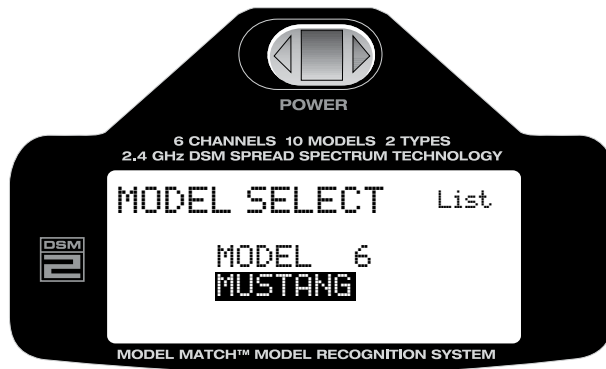 POWER
6 CHANNELS 10 MODELS 2 TYPES
2.4 GHz DSM SPREAD SPECTRUM TECHNOLOGY
MODEL SELECT List
DSM
2
MODEL 6
MUSTANG
MODEL MATCH™ MODEL RECOGNITION SYSTEM